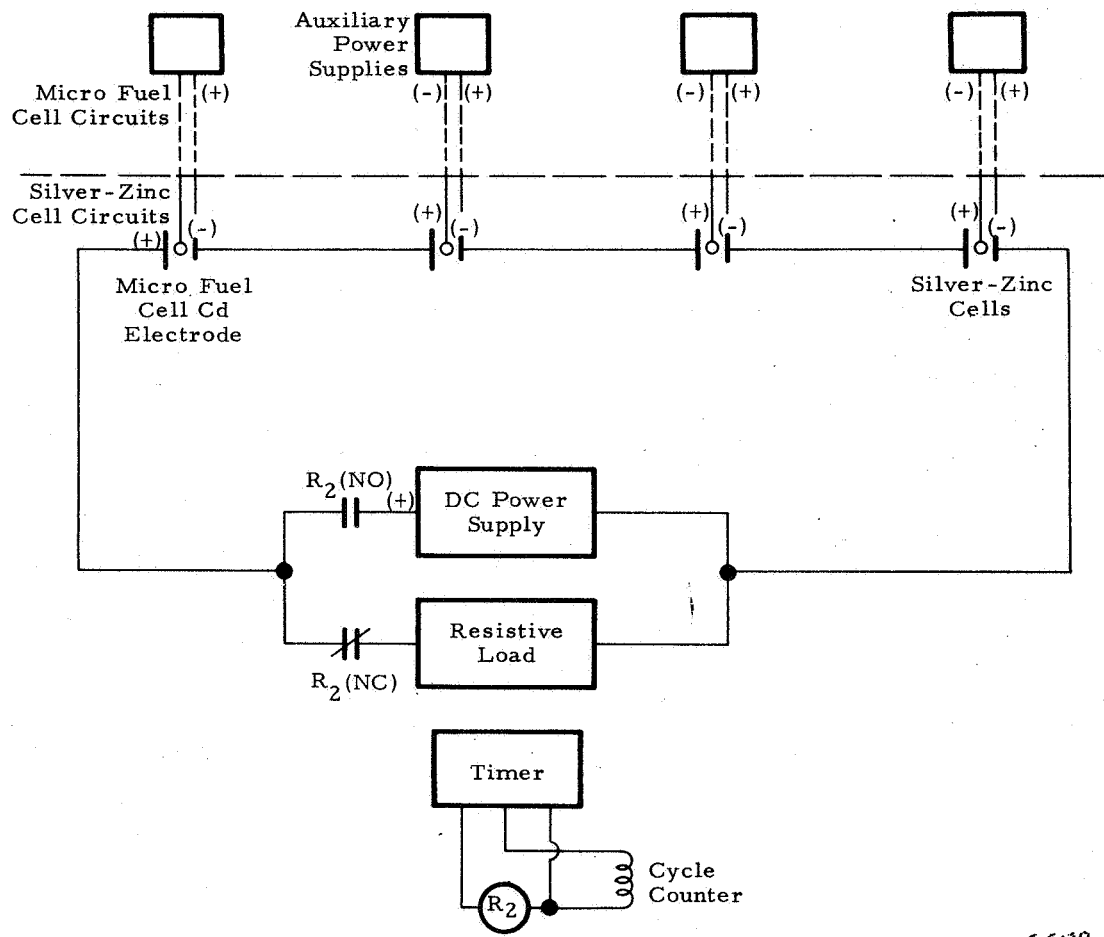 Auxiliary
Power
Supplies
Micro Fuel
Cell Circuits
(+)
(-)
(+)
(-)
(+)
(-)
(+)
Silver-Zinc
Cell Circuits
(+)
(-)
(+)
(-)
(+)
(-)
(+)
(-)
Micro Fuel
Cell Cd
Electrode
Silver-Zinc
Cells
R2(NO)
(+)
DC Power
Supply
Resistive
Load
R2(NC)
Timer
Cycle
Counter
R2